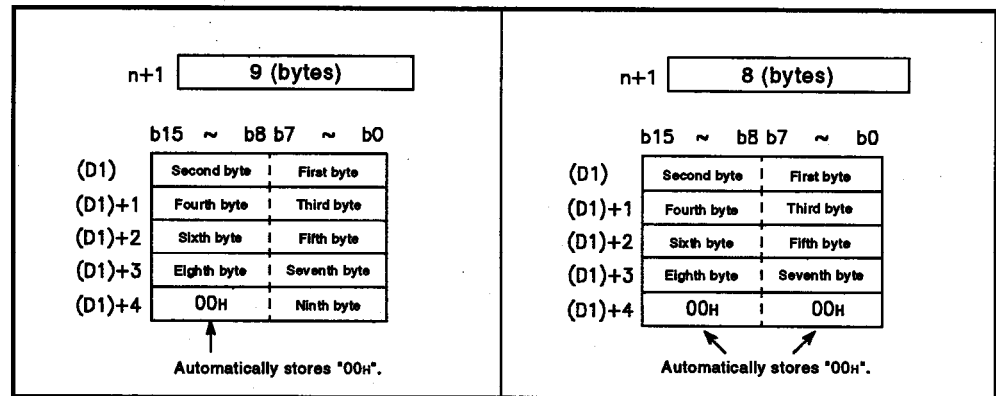 n+1 9 (bytes)
b15 ~ b8 b7 ~ b0
(D1) Second byte First byte
(D1)+1 Fourth byte Third byte
(D1)+2 Sixth byte Fifth byte
(D1)+3 Eighth byte Seventh byte
(D1)+4 00H Ninth byte
Automatically stores "00H".
n+1 8 (bytes)
b15 ~ b8 b7 ~ b0
(D1) Second byte First byte
(D1)+1 Fourth byte Third byte
(D1)+2 Sixth byte Fifth byte
(D1)+3 Eighth byte Seventh byte
(D1)+4 00H 00H
Automatically stores "00H".